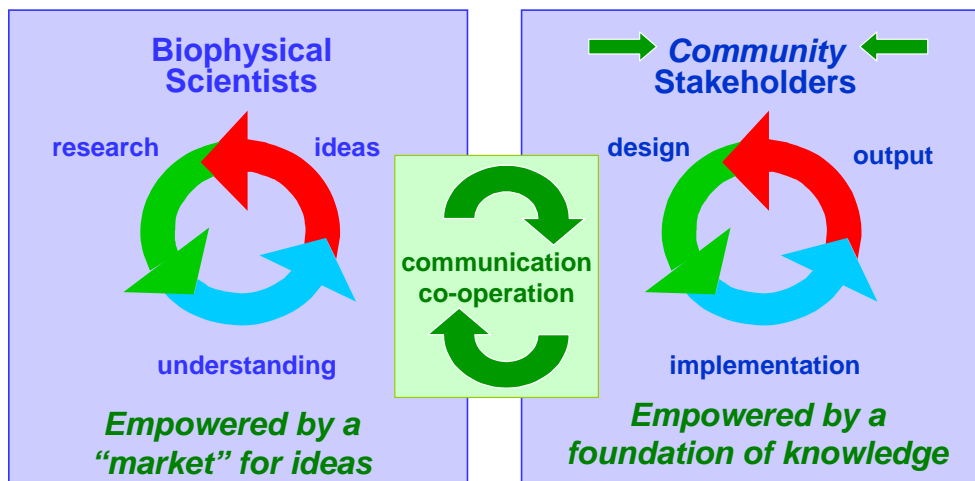 Biophysical
Scientists
research
ideas
understanding
Empowered by a
“market” for ideas
communication
co-operation
Community
Stakeholders
design
output
implementation
Empowered by a
foundation of knowledge